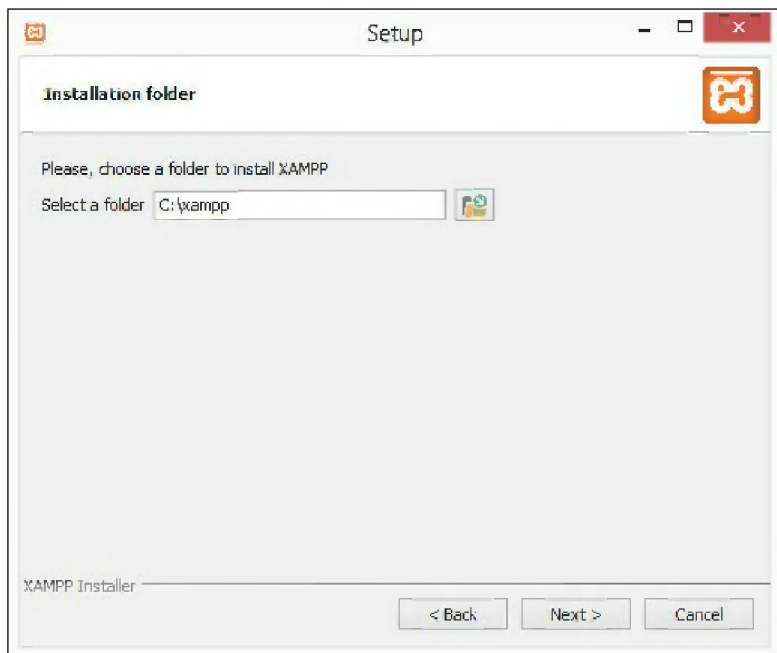 Setup
Installation folder
Please, choose a folder to install XAMPP
Select a folder C:\xampp
XAMPP Installer
< Back Next > Cancel